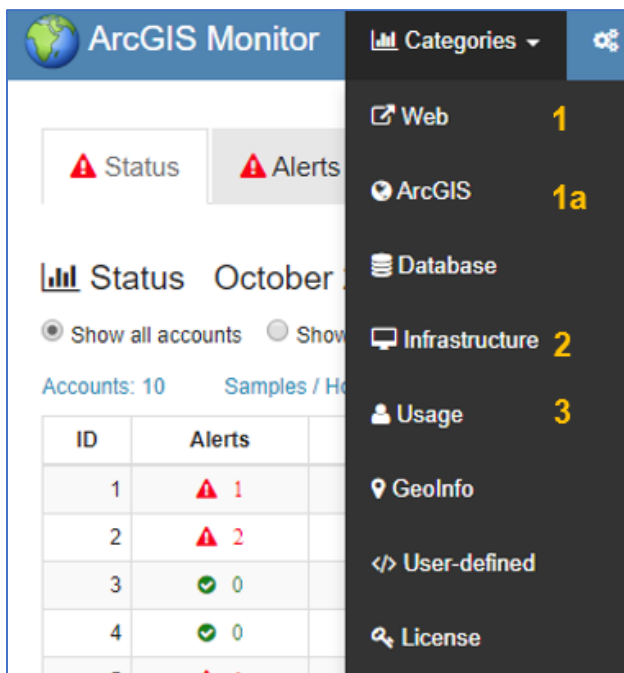 ArcGIS Monitor
Categories
Web 1
Status
Alerts
ArcGIS 1a
Status October
Database
Show all accounts Show
Infrastructure 2
Accounts: 10 Samples /
Usage 3
ID Alerts
1 1
GeoInfo
2 2
User-defined
3 0
4 0
License